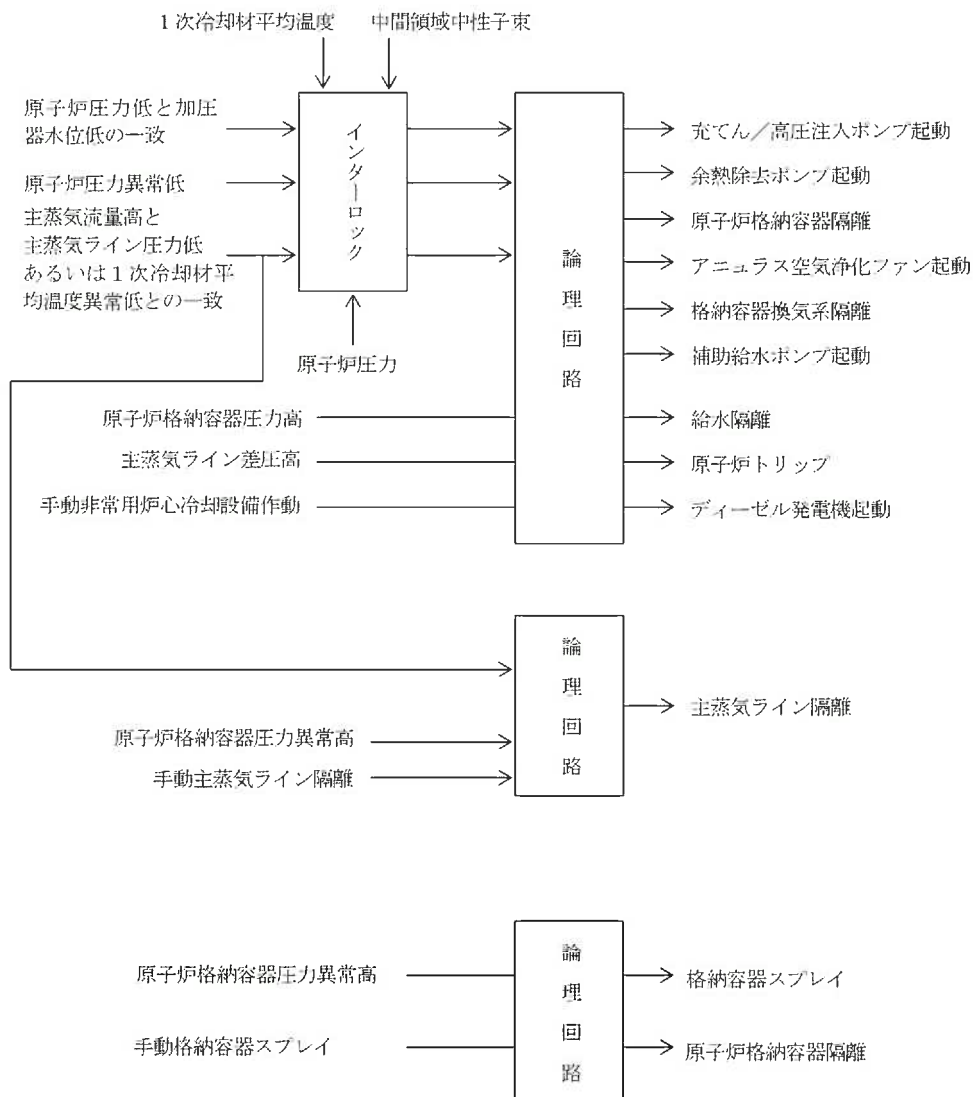 1次冷却材平均温度
中間領域中性子束
原子炉圧力低と加圧
器水位低の一致
原子炉圧力異常低
主蒸気流量高と
主蒸気ライン圧力低
あるいは1次冷却材平
均温度異常低との一致
インターロック
原子炉圧力
原子炉格納容器圧力高
主蒸気ライン差圧高
手動非常用炉心冷却設備作動
論理回路
充てん／高圧注入ポンプ起動
余熱除去ポンプ起動
原子炉格納容器隔離
アニュラス空気浄化ファン起動
格納容器換気系隔離
補助給水ポンプ起動
給水隔離
原子炉トリップ
ディーゼル発電機起動
原子炉格納容器圧力異常高
手動主蒸気ライン隔離
論理回路
主蒸気ライン隔離
原子炉格納容器圧力異常高
手動格納容器スプレイ
論理回路
格納容器スプレイ
原子炉格納容器隔離